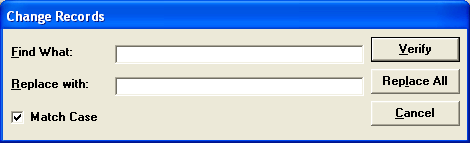 Change Records
Find What:
Verify
Replace with:
Replace All
Match Case
Cancel